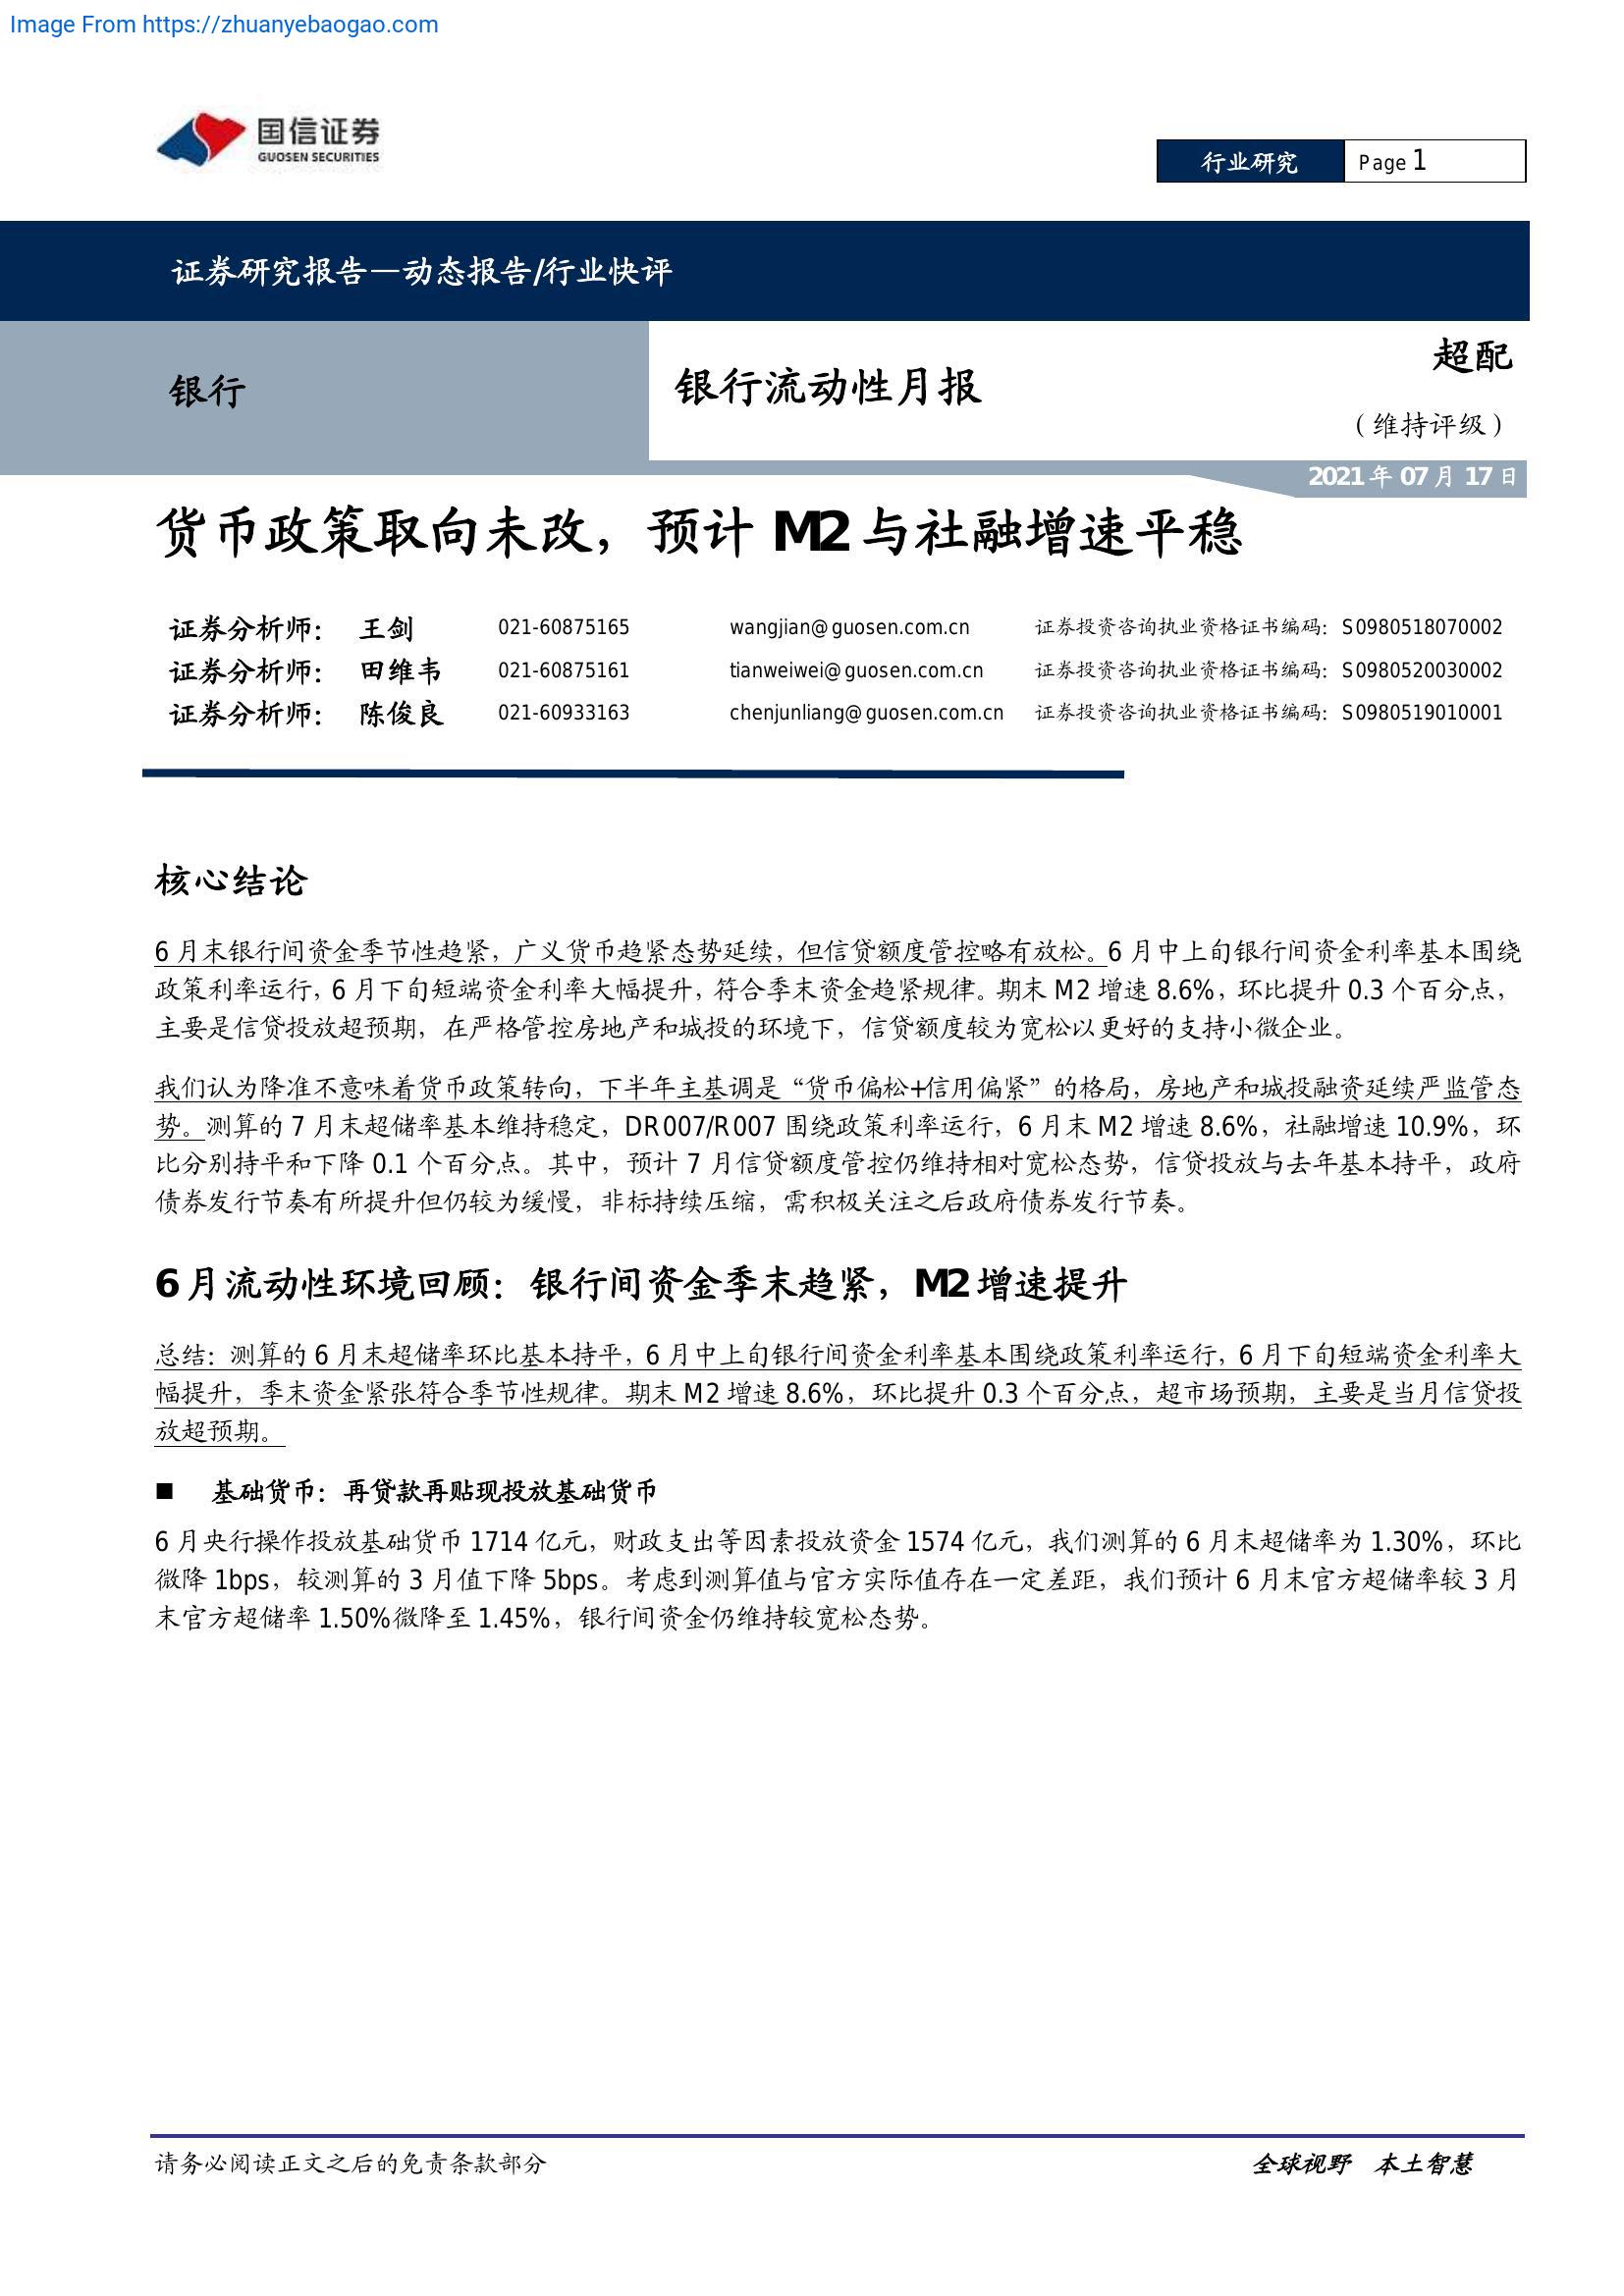 Image From https://zhuanyebaogao.com
国信证券
GUOSEN SECURITIES
行业研究 Page 1
证券研究报告—动态报告/行业快评
银行
银行流动性月报
超配
（维持评级）
2021年07月17日
货币政策取向未改，预计 M2 与社融增速平稳
证券分析师： 王剑 021-60875165 wangjian@guosen.com.cn 证券投资咨询执业资格证书编码：S0980518070002
证券分析师： 田维韦 021-60875161 tianweiwei@guosen.com.cn 证券投资咨询执业资格证书编码：S0980520030002
证券分析师： 陈俊良 021-60933163 chenjunliang@guosen.com.cn 证券投资咨询执业资格证书编码：S0980519010001
核心结论
6 月末银行间资金季节性趋紧，广义货币趋紧态势延续，但信贷额度管控略有放松。6 月中上旬银行间资金利率基本围绕
政策利率运行，6 月下旬短端资金利率大幅提升，符合季末资金趋紧规律。期末 M2 增速 8.6%，环比提升 0.3 个百分点，
主要是信贷投放超预期，在严格管控房地产和城投的环境下，信贷额度较为宽松以更好的支持小微企业。
我们认为降准不意味着货币政策转向，下半年主基调是“货币偏松+信用偏紧”的格局，房地产和城投融资延续严监管态
势。测算的 7 月末超储率基本维持稳定，DR007/R007 围绕政策利率运行，6 月末 M2 增速 8.6%，社融增速 10.9%，环
比分别持平和下降 0.1 个百分点。其中，预计 7 月信贷额度管控仍维持相对宽松态势，信贷投放与去年基本持平，政府
债券发行节奏有所提升但仍较为缓慢，非标持续压缩，需积极关注之后政府债券发行节奏。
6 月流动性环境回顾：银行间资金季末趋紧，M2 增速提升
总结：测算的 6 月末超储率环比基本持平，6 月中上旬银行间资金利率基本围绕政策利率运行，6 月下旬短端资金利率大
幅提升，季末资金紧张符合季节性规律。期末 M2 增速 8.6%，环比提升 0.3 个百分点，超市场预期，主要是当月信贷投
放超预期。
■ 基础货币：再贷款再贴现投放基础货币
6 月央行操作投放基础货币 1714 亿元，财政支出等因素投放资金 1574 亿元，我们测算的 6 月末超储率为 1.30%，环比
微降 1bps，较测算的 3 月值下降 5bps。考虑到测算值与官方实际值存在一定差距，我们预计 6 月末官方超储率较 3 月
末官方超储率 1.50%微降至 1.45%，银行间资金仍维持较宽松态势。
请务必阅读正文之后的免责条款部分
全球视野 本土智慧